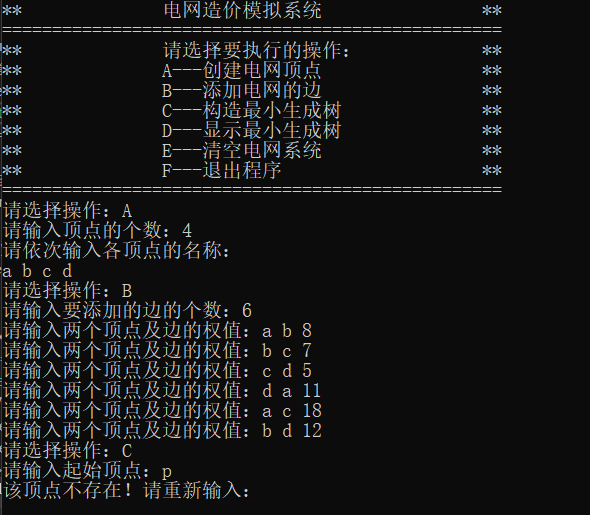 **              电网造价模拟系统                **
==================================================
**              请选择要执行的操作:             **
**              A---创建电网顶点                **
**              B---添加电网的边                **
**              C---构造最小生成树              **
**              D---显示最小生成树              **
**              E---清空电网系统                **
**              F---退出程序                    **
==================================================
请选择操作: A
请输入顶点的个数: 4
请依次输入各顶点的名称:
a b c d
请选择操作: B
请输入要添加的边的个数: 6
请输入两个顶点及边的权值: a b 8
请输入两个顶点及边的权值: b c 7
请输入两个顶点及边的权值: c d 5
请输入两个顶点及边的权值: d a 11
请输入两个顶点及边的权值: a c 18
请输入两个顶点及边的权值: b d 12
请选择操作: C
请输入起始顶点: p
该顶点不存在! 请重新输入: